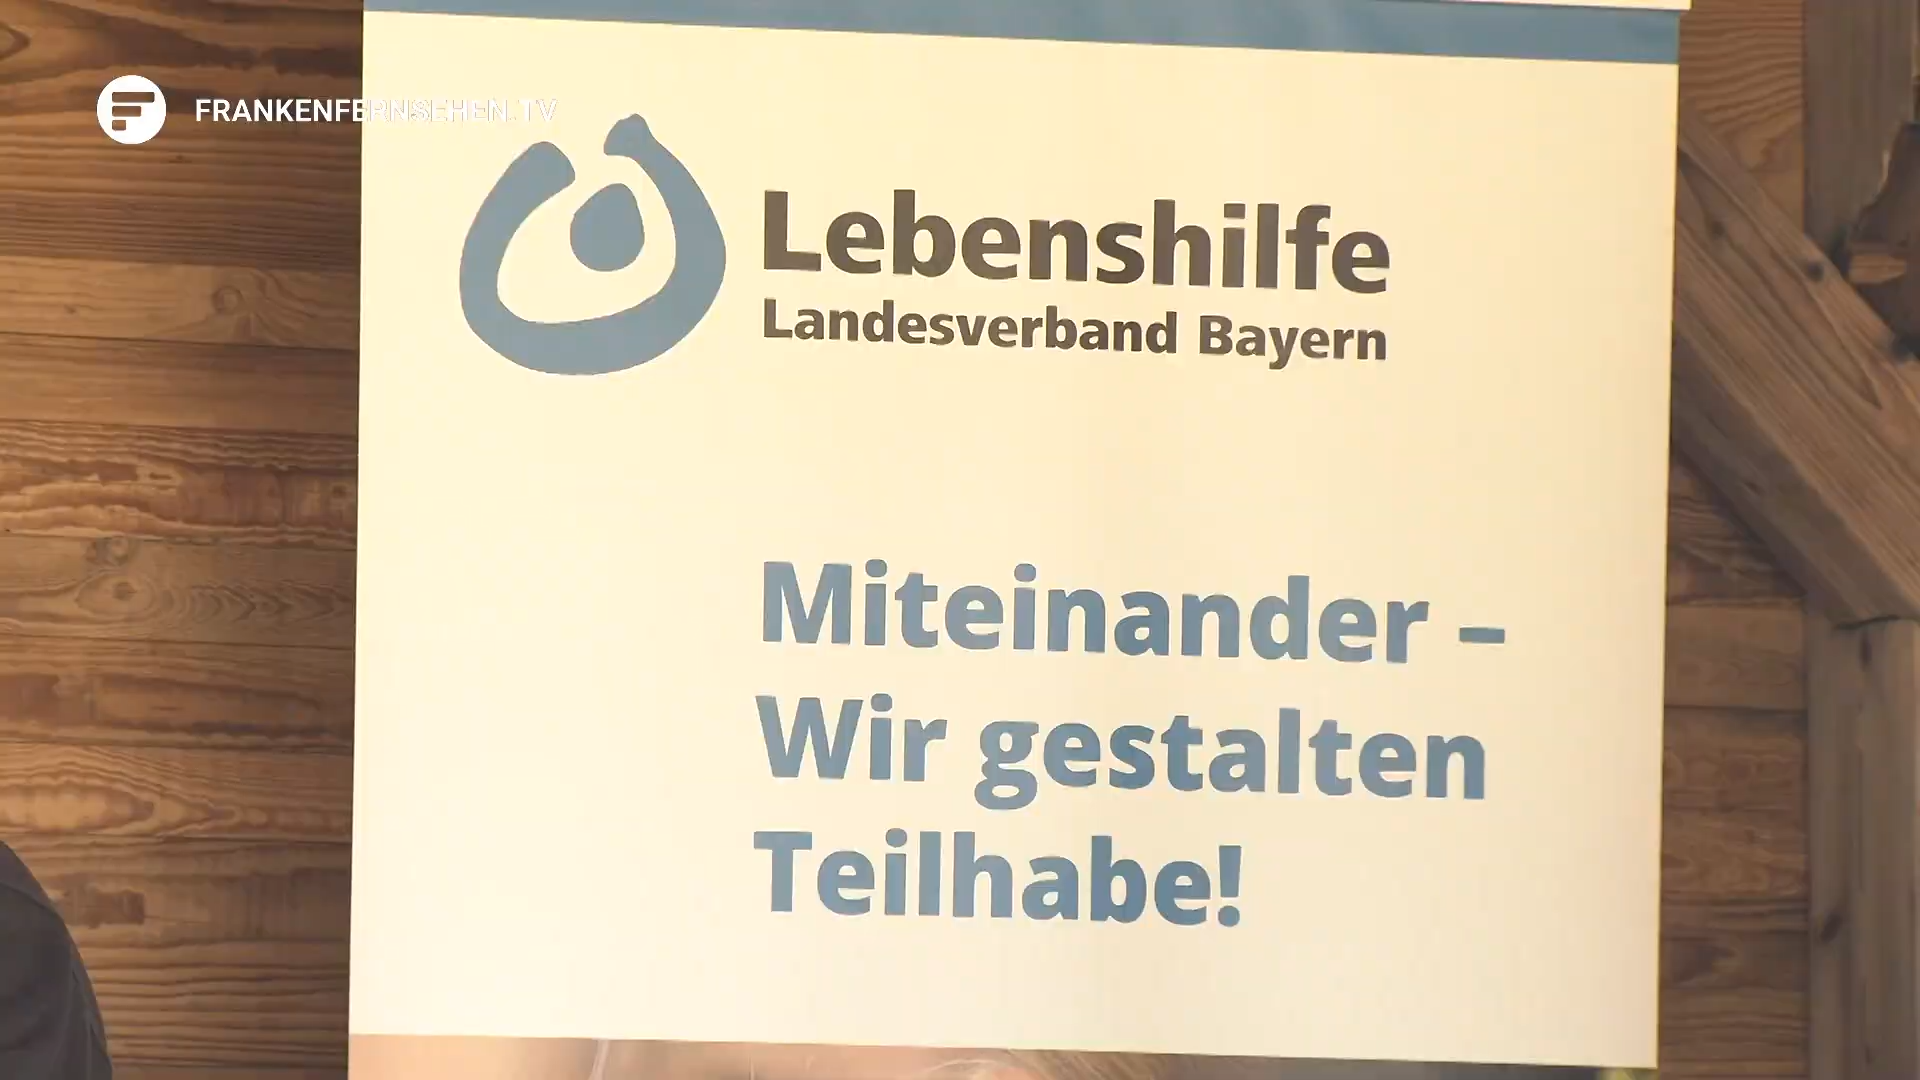 FRANKENFERNSEHEN.TV
Lebenshilfe
Landesverband Bayern
Miteinander –
Wir gestalten
Teilhabe!